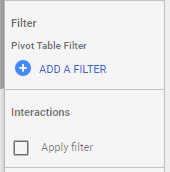 Filter
Pivot Table Filter
ADD A FILTER
Interactions
Apply filter